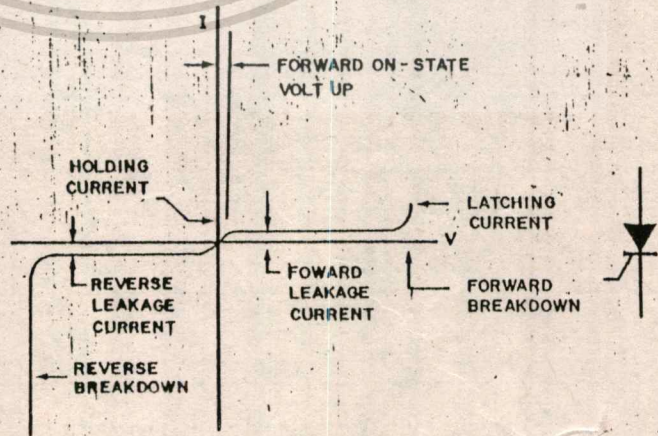 I
FORWARD ON-STATE
VOLT UP
HOLDING
CURRENT
LATCHING
CURRENT
V
REVERSE
LEAKAGE
CURRENT
FOWARD
LEAKAGE
CURRENT
FORWARD
BREAKDOWN
REVERSE
BREAKDOWN